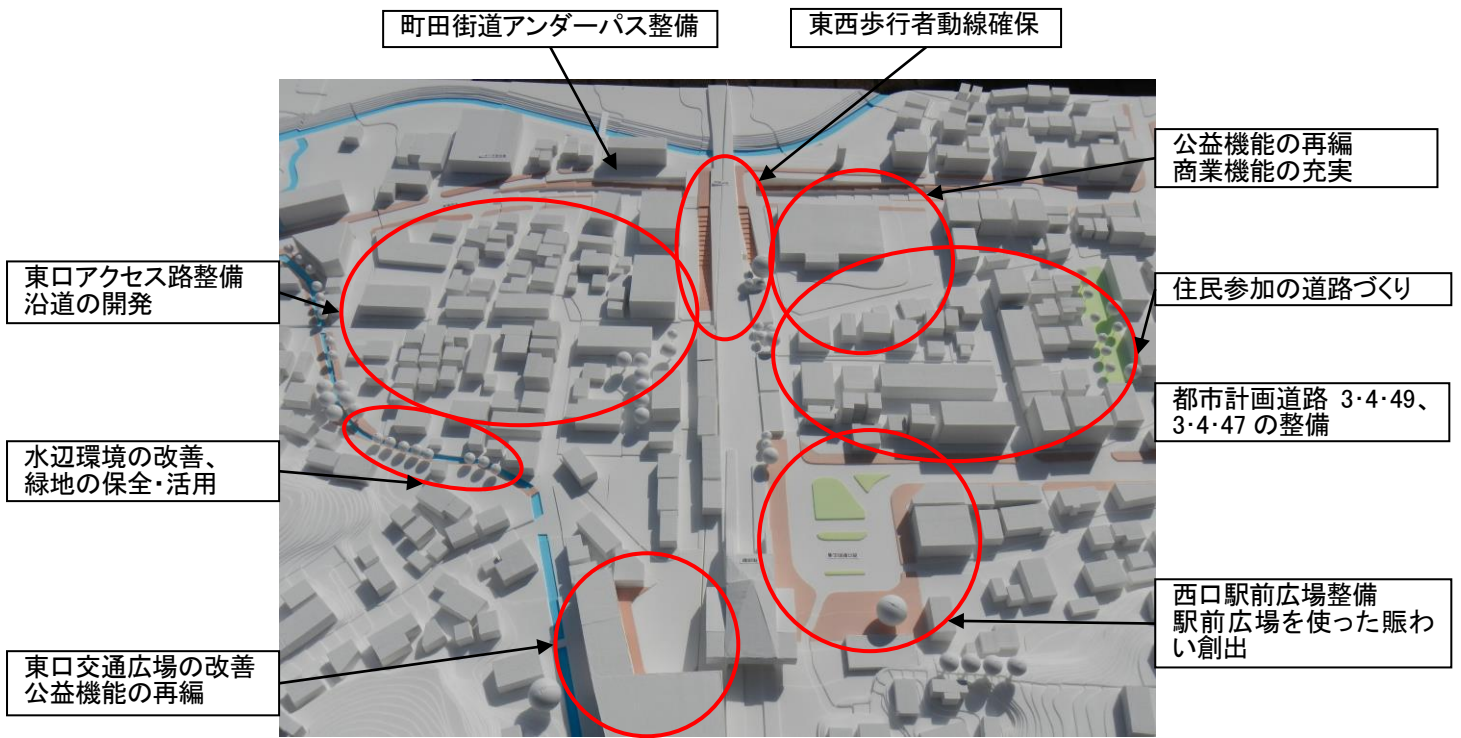 町田街道アンダーパス整備
東西歩行者動線確保
公益機能の再編
商業機能の充実
東口アクセス路整備
沿道の開発
住民参加の道路づくり
都市計画道路 3・4・49、
3・4・47 の整備
水辺環境の改善、
緑地の保全・活用
西口駅前広場整備
駅前広場を使った賑わ
い創出
東口交通広場の改善
公益機能の再編